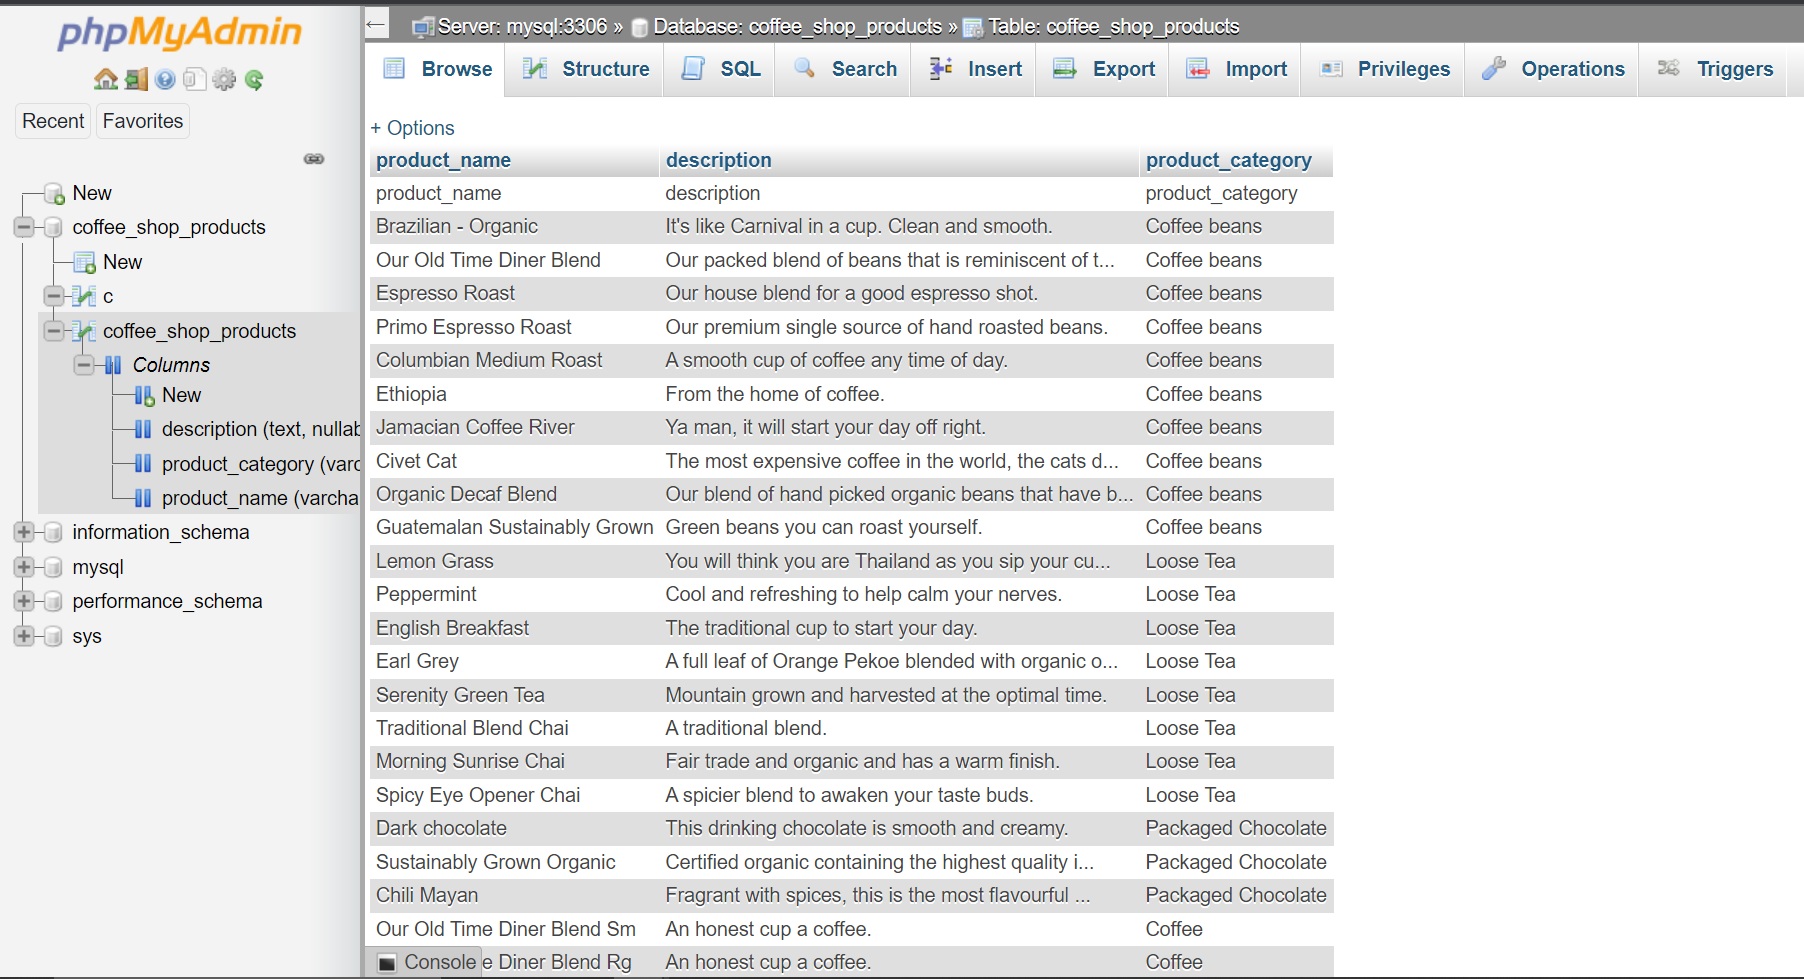 phpMyAdmin
Recent
Favorites
New
coffee_shop_products
New
c
coffee_shop_products
Columns
New
description (text, nullab
product_category (varc
product_name (varcha
information_schema
mysql
performance_schema
sys
← Server: mysql:3306 » Database: coffee_shop_products » Table: coffee_shop_products
Browse Structure SQL Search Insert Export Import Privileges Operations Triggers
+ Options
product_name description product_category
product_name description product_category
Brazilian - Organic It's like Carnival in a cup. Clean and smooth. Coffee beans
Our Old Time Diner Blend Our packed blend of beans that is reminiscent of t... Coffee beans
Espresso Roast Our house blend for a good espresso shot. Coffee beans
Primo Espresso Roast Our premium single source of hand roasted beans. Coffee beans
Columbian Medium Roast A smooth cup of coffee any time of day. Coffee beans
Ethiopia From the home of coffee. Coffee beans
Jamacian Coffee River Ya man, it will start your day off right. Coffee beans
Civet Cat The most expensive coffee in the world, the cats d... Coffee beans
Organic Decaf Blend Our blend of hand picked organic beans that have b... Coffee beans
Guatemalan Sustainably Grown Green beans you can roast yourself. Coffee beans
Lemon Grass You will think you are Thailand as you sip your cu... Loose Tea
Peppermint Cool and refreshing to help calm your nerves. Loose Tea
English Breakfast The traditional cup to start your day. Loose Tea
Earl Grey A full leaf of Orange Pekoe blended with organic o... Loose Tea
Serenity Green Tea Mountain grown and harvested at the optimal time. Loose Tea
Traditional Blend Chai A traditional blend. Loose Tea
Morning Sunrise Chai Fair trade and organic and has a warm finish. Loose Tea
Spicy Eye Opener Chai A spicier blend to awaken your taste buds. Loose Tea
Dark chocolate This drinking chocolate is smooth and creamy. Packaged Chocolate
Sustainably Grown Organic Certified organic containing the highest quality i... Packaged Chocolate
Chili Mayan Fragrant with spices, this is the most flavourful ... Packaged Chocolate
Our Old Time Diner Blend Sm An honest cup a coffee. Coffee
Console e Diner Blend Rg An honest cup a coffee. Coffee